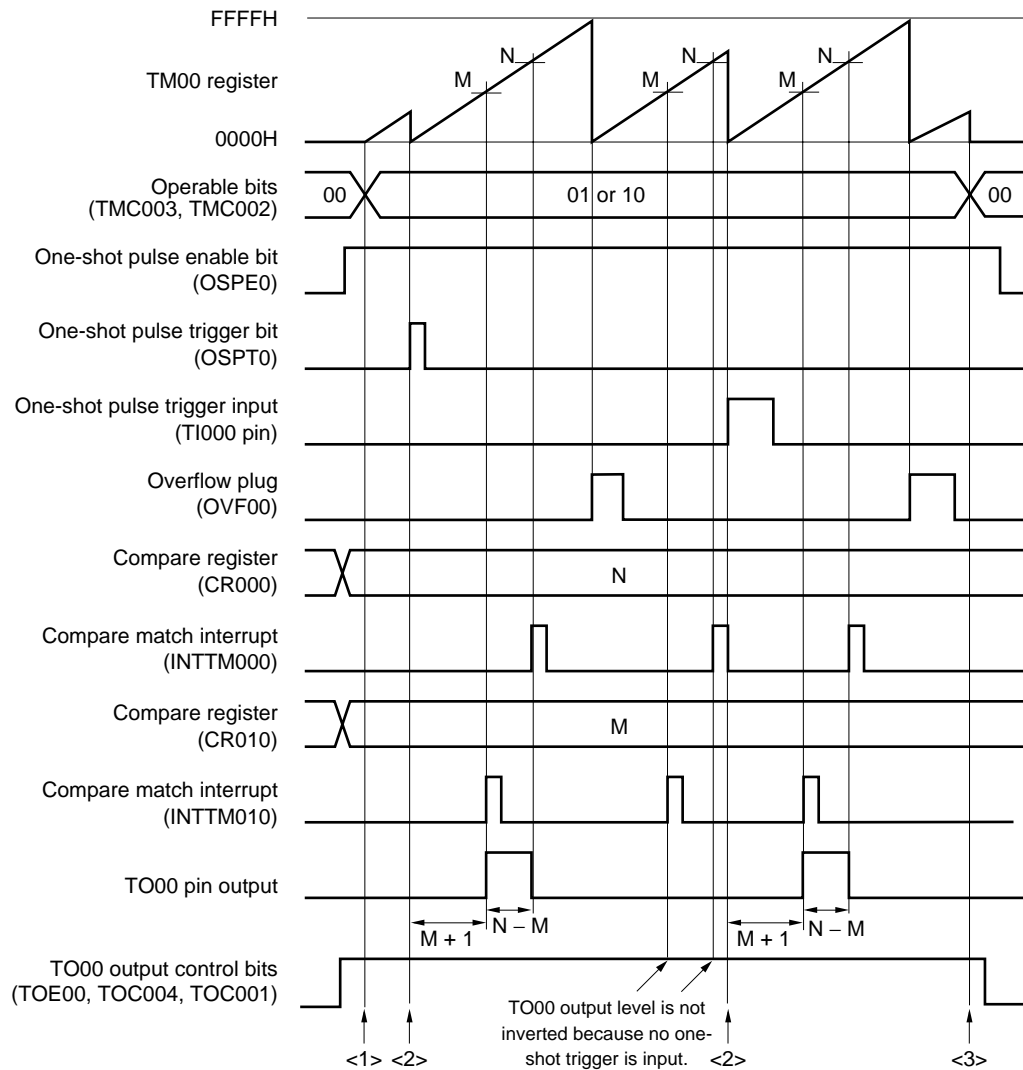 FFFFH
N
N
N
TM00 register
M
M
M
0000H
Operable bits
(TMC003, TMC002)
00
01 or 10
00
One-shot pulse enable bit
(OSPE0)
One-shot pulse trigger bit
(OSPT0)
One-shot pulse trigger input
(TI000 pin)
Overflow plug
(OVF00)
Compare register
(CR000)
N
Compare match interrupt
(INTTM000)
Compare register
(CR010)
M
Compare match interrupt
(INTTM010)
TO00 pin output
M + 1
N – M
M + 1
N – M
TO00 output control bits
(TOE00, TOC004, TOC001)
TO00 output level is not
inverted because no one-
shot trigger is input.
<1>
<2>
<2>
<3>